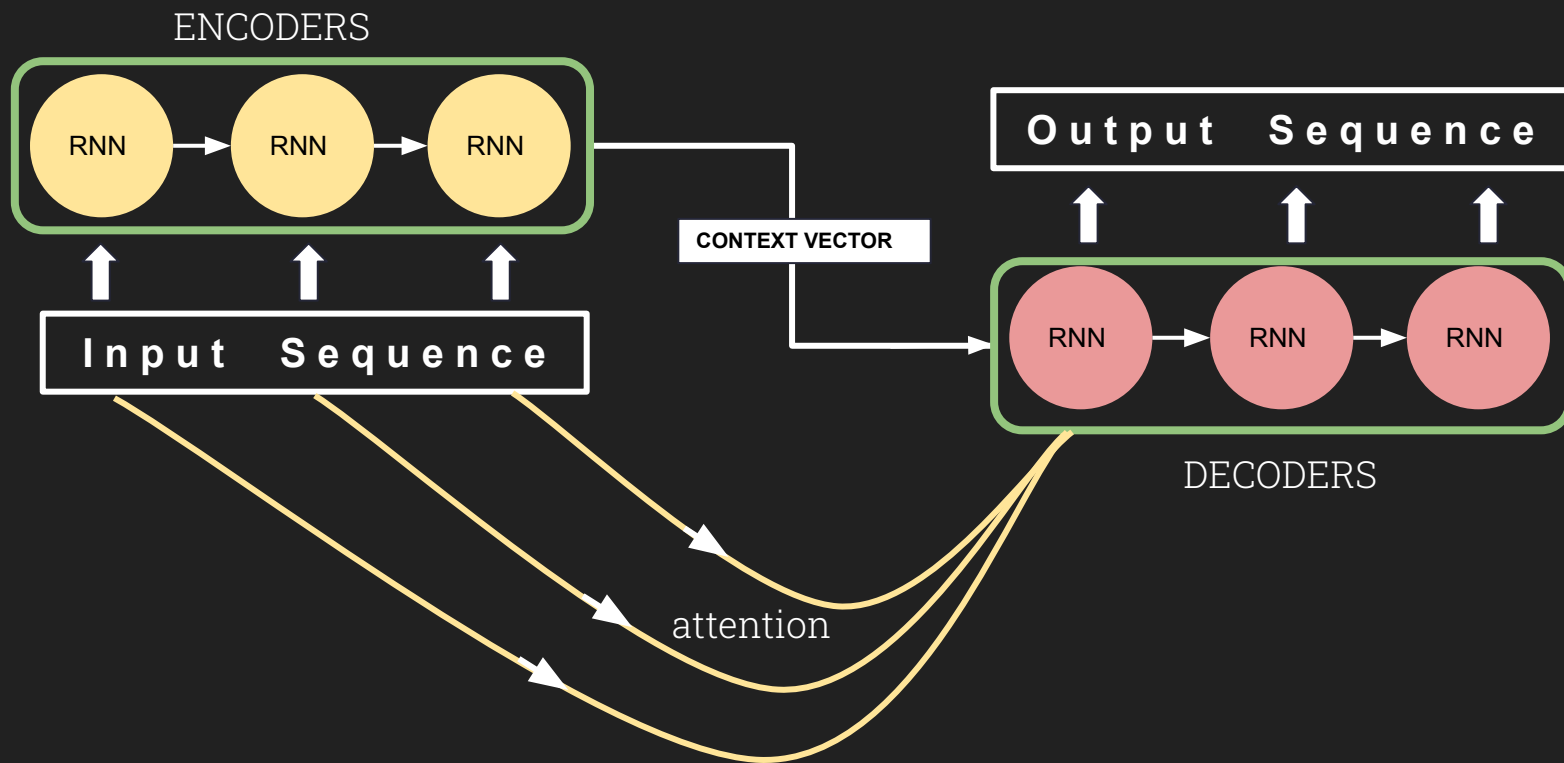 ENCODERS
RNN RNN RNN
Output Sequence
CONTEXT VECTOR
Input Sequence
RNN RNN RNN
DECODERS
attention